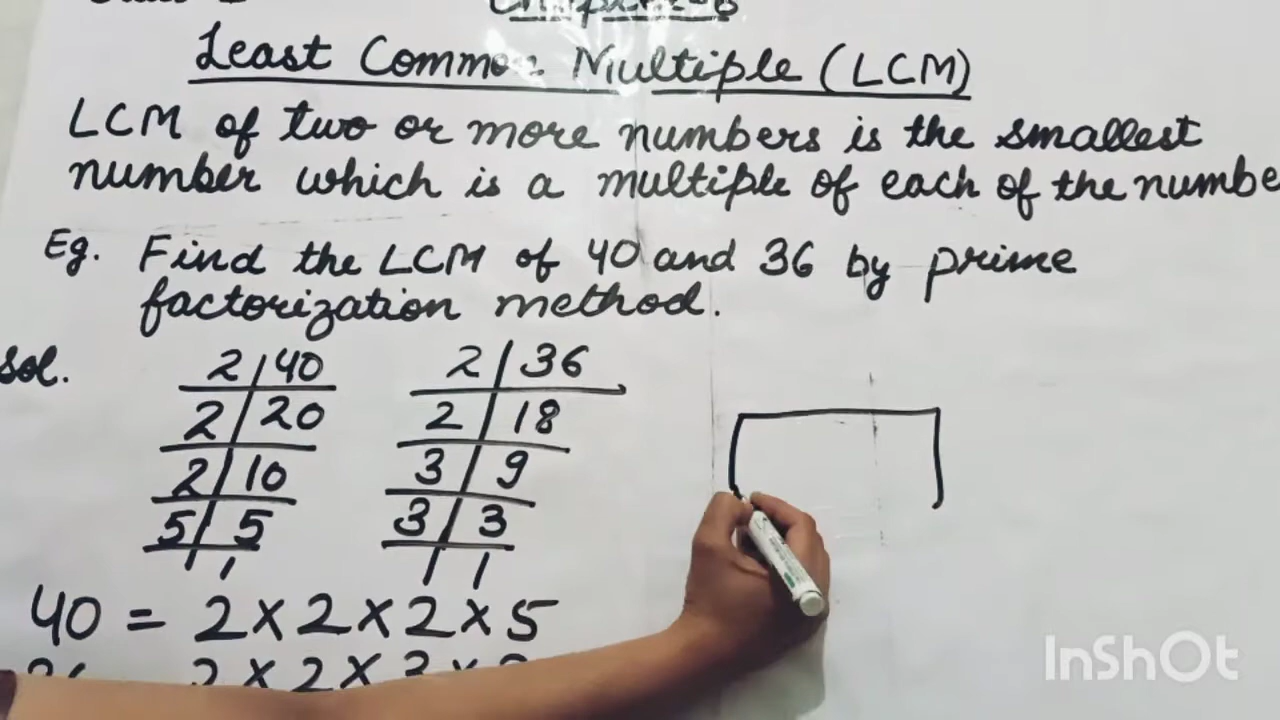 Least Common Multiple (LCM)
LCM of two or more numbers is the smallest
number which is a multiple of each of the numbe
Eg. Find the LCM of 40 and 36 by prime
factorization method.
Sol.
2 | 40
2 | 20
2 | 10
5 | 5
1
2 | 36
2 | 18
3 | 9
3 | 3
1
40 = 2 × 2 × 2 × 5
2 × 2 × 3 ×
InShOt